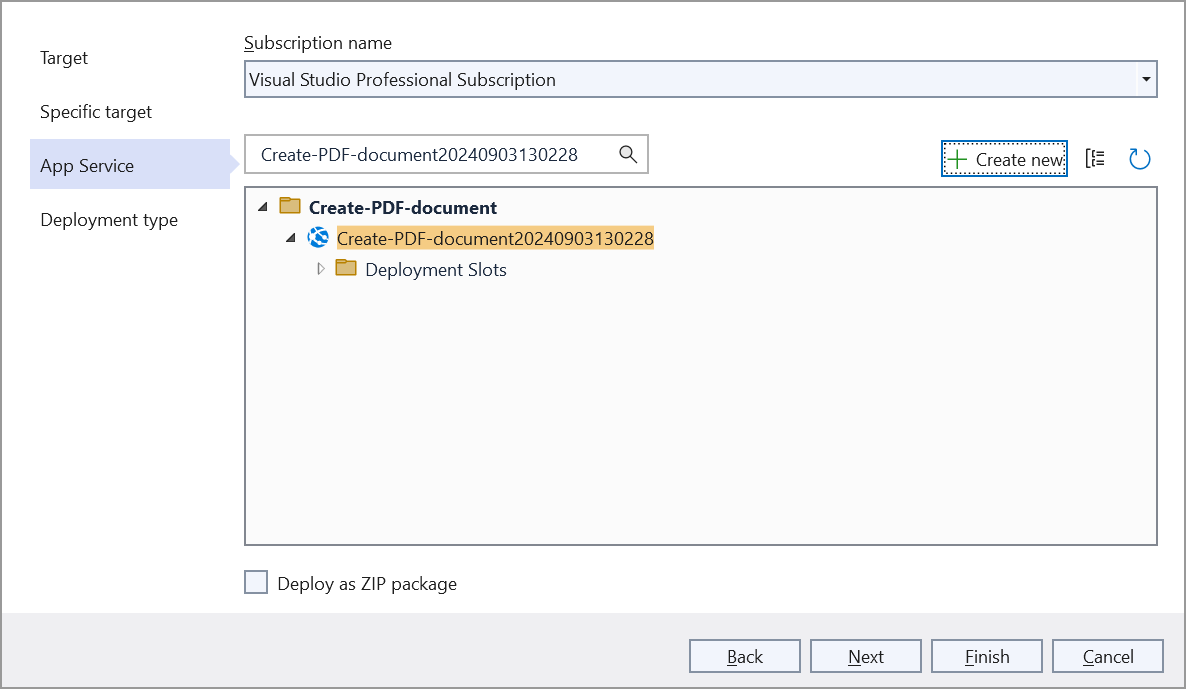 Target
Specific target
App Service
Deployment type
Subscription name
Visual Studio Professional Subscription
Create-PDF-document20240903130228
Create new
Create-PDF-document
Create-PDF-document20240903130228
Deployment Slots
Deploy as ZIP package
Back
Next
Finish
Cancel